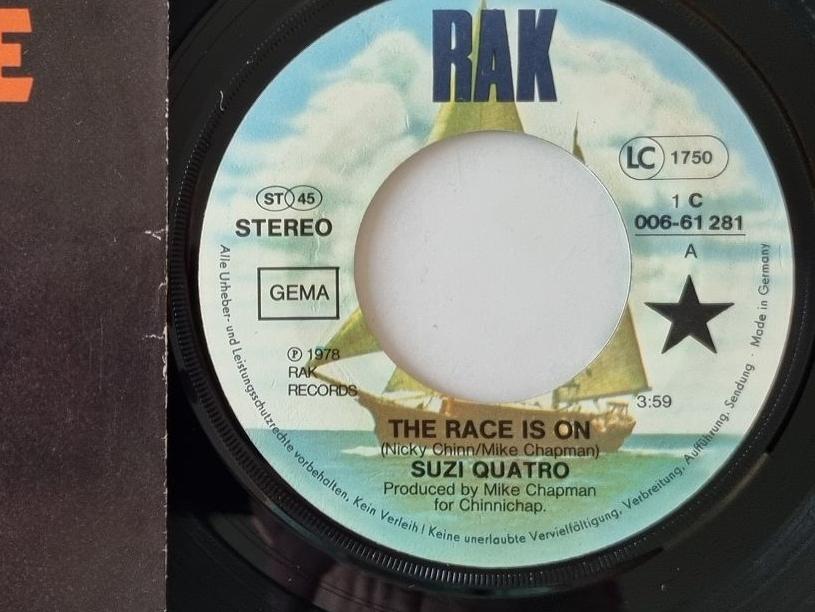 E
RAK
LC 1750
ST 45
STEREO
1 C
006-61 281
A
GEMA
℗ 1978
RAK
RECORDS
3:59
THE RACE IS ON
(Nicky Chinn/Mike Chapman)
SUZI QUATRO
Produced by Mike Chapman
for Chinnichap.
Alle Urheber- und Leistungsschutzrechte vorbehalten. Kein Verleih! Keine unerlaubte Vervielfältigung, Verbreitung, Aufführung, Sendung · Made in Germany